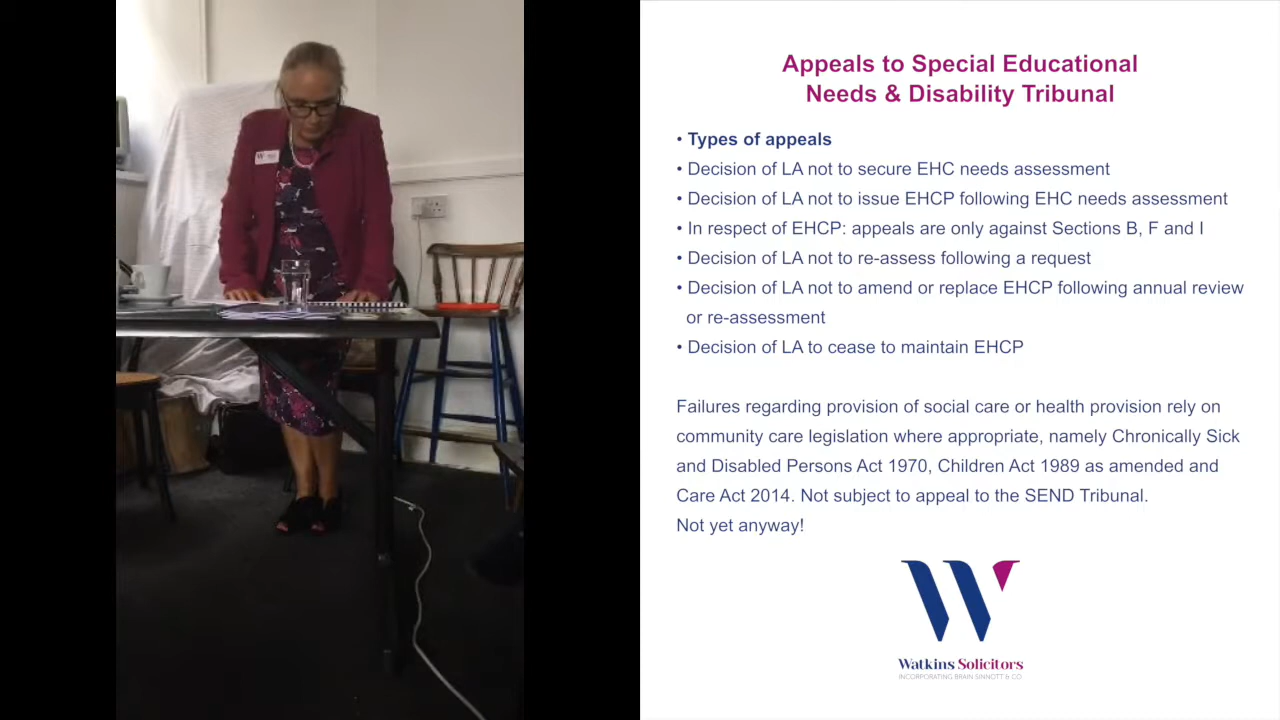 Appeals to Special Educational
Needs & Disability Tribunal
• Types of appeals
• Decision of LA not to secure EHC needs assessment
• Decision of LA not to issue EHCP following EHC needs assessment
• In respect of EHCP: appeals are only against Sections B, F and I
• Decision of LA not to re-assess following a request
• Decision of LA not to amend or replace EHCP following annual review
or re-assessment
• Decision of LA to cease to maintain EHCP
Failures regarding provision of social care or health provision rely on
community care legislation where appropriate, namely Chronically Sick
and Disabled Persons Act 1970, Children Act 1989 as amended and
Care Act 2014. Not subject to appeal to the SEND Tribunal.
Not yet anyway!
W
Watkins Solicitors
INCORPORATING BRAIN SINNOTT & CO